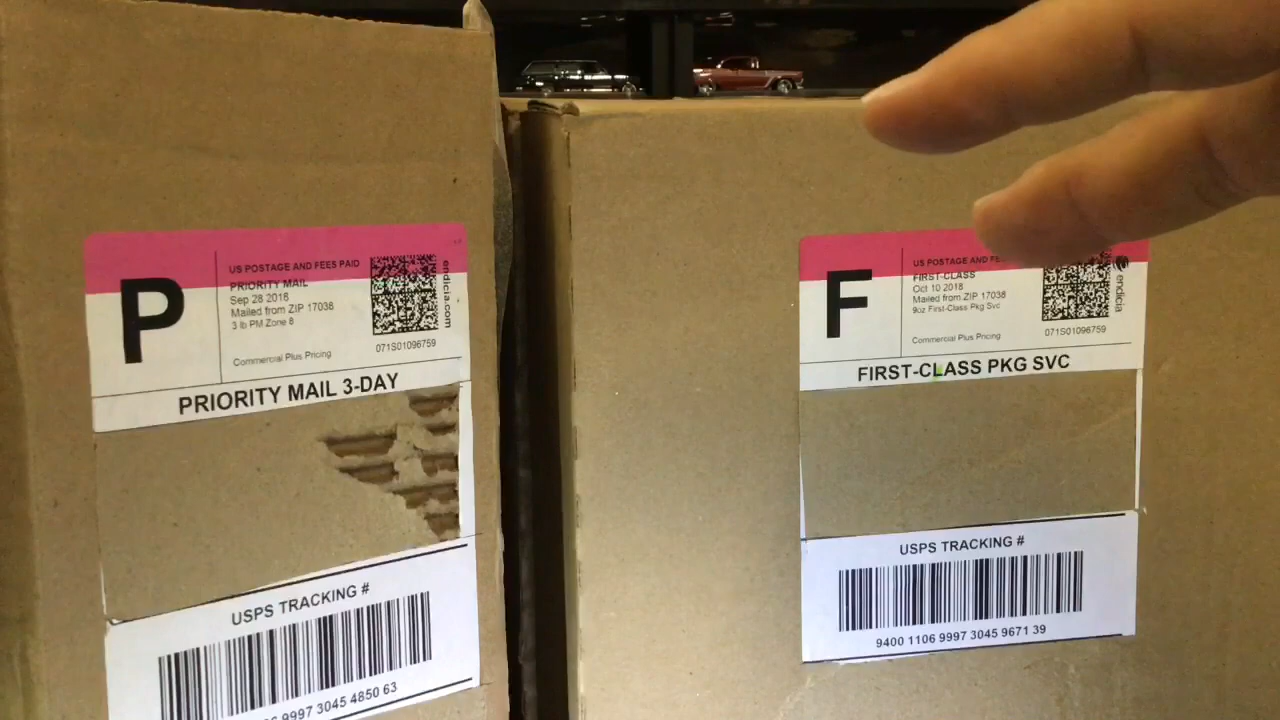 P
US POSTAGE AND FEES PAID
PRIORITY MAIL
Sep 28 2018
Mailed from ZIP 17038
3 lb PM Zone 8
Commercial Plus Pricing
endicia.com
071S01096759
PRIORITY MAIL 3-DAY
USPS TRACKING #
9997 3045 4850 63
F
US POSTAGE AND FE
FIRST-CLASS
Oct 10 2018
Mailed from ZIP 17038
9oz First-Class Pkg Svc
Commercial Plus Pricing
endicia
071S01096759
FIRST-CLASS PKG SVC
USPS TRACKING #
9400 1106 9997 3045 9671 39